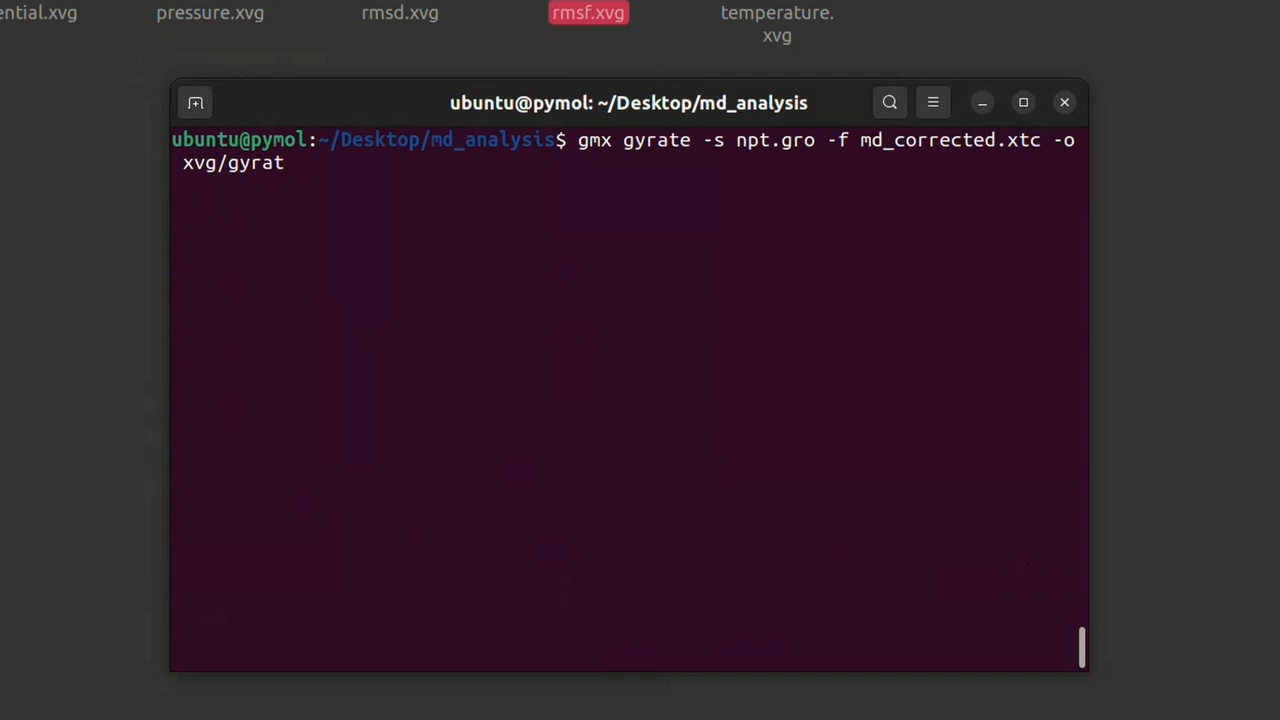 ential.xvg pressure.xvg rmsd.xvg rmsf.xvg temperature.
xvg
ubuntu@pymol: ~/Desktop/md_analysis
ubuntu@pymol:~/Desktop/md_analysis$ gmx gyrate -s npt.gro -f md_corrected.xtc -o
xvg/gyrat